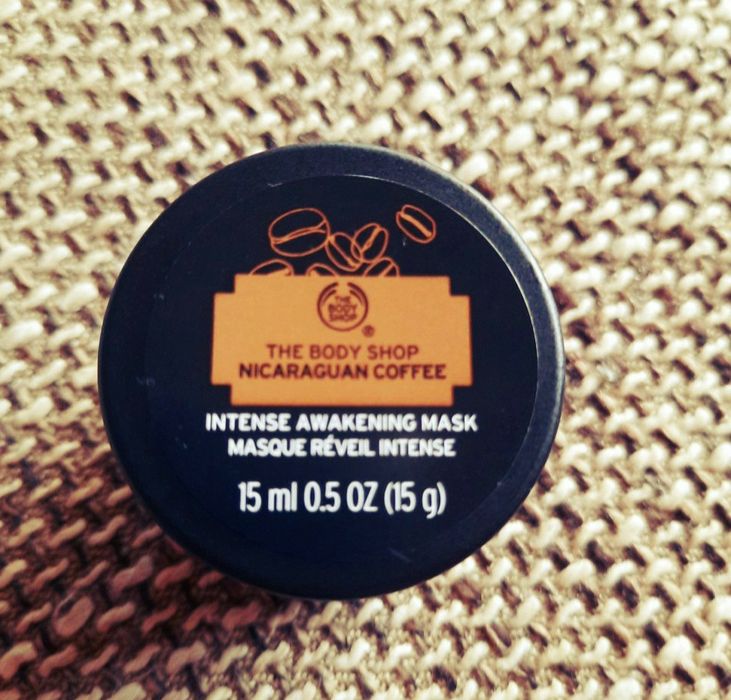 THE
BODY
SHOP
®
THE BODY SHOP
NICARAGUAN COFFEE
INTENSE AWAKENING MASK
MASQUE RÉVEIL INTENSE
15 ml 0.5 OZ (15 g)